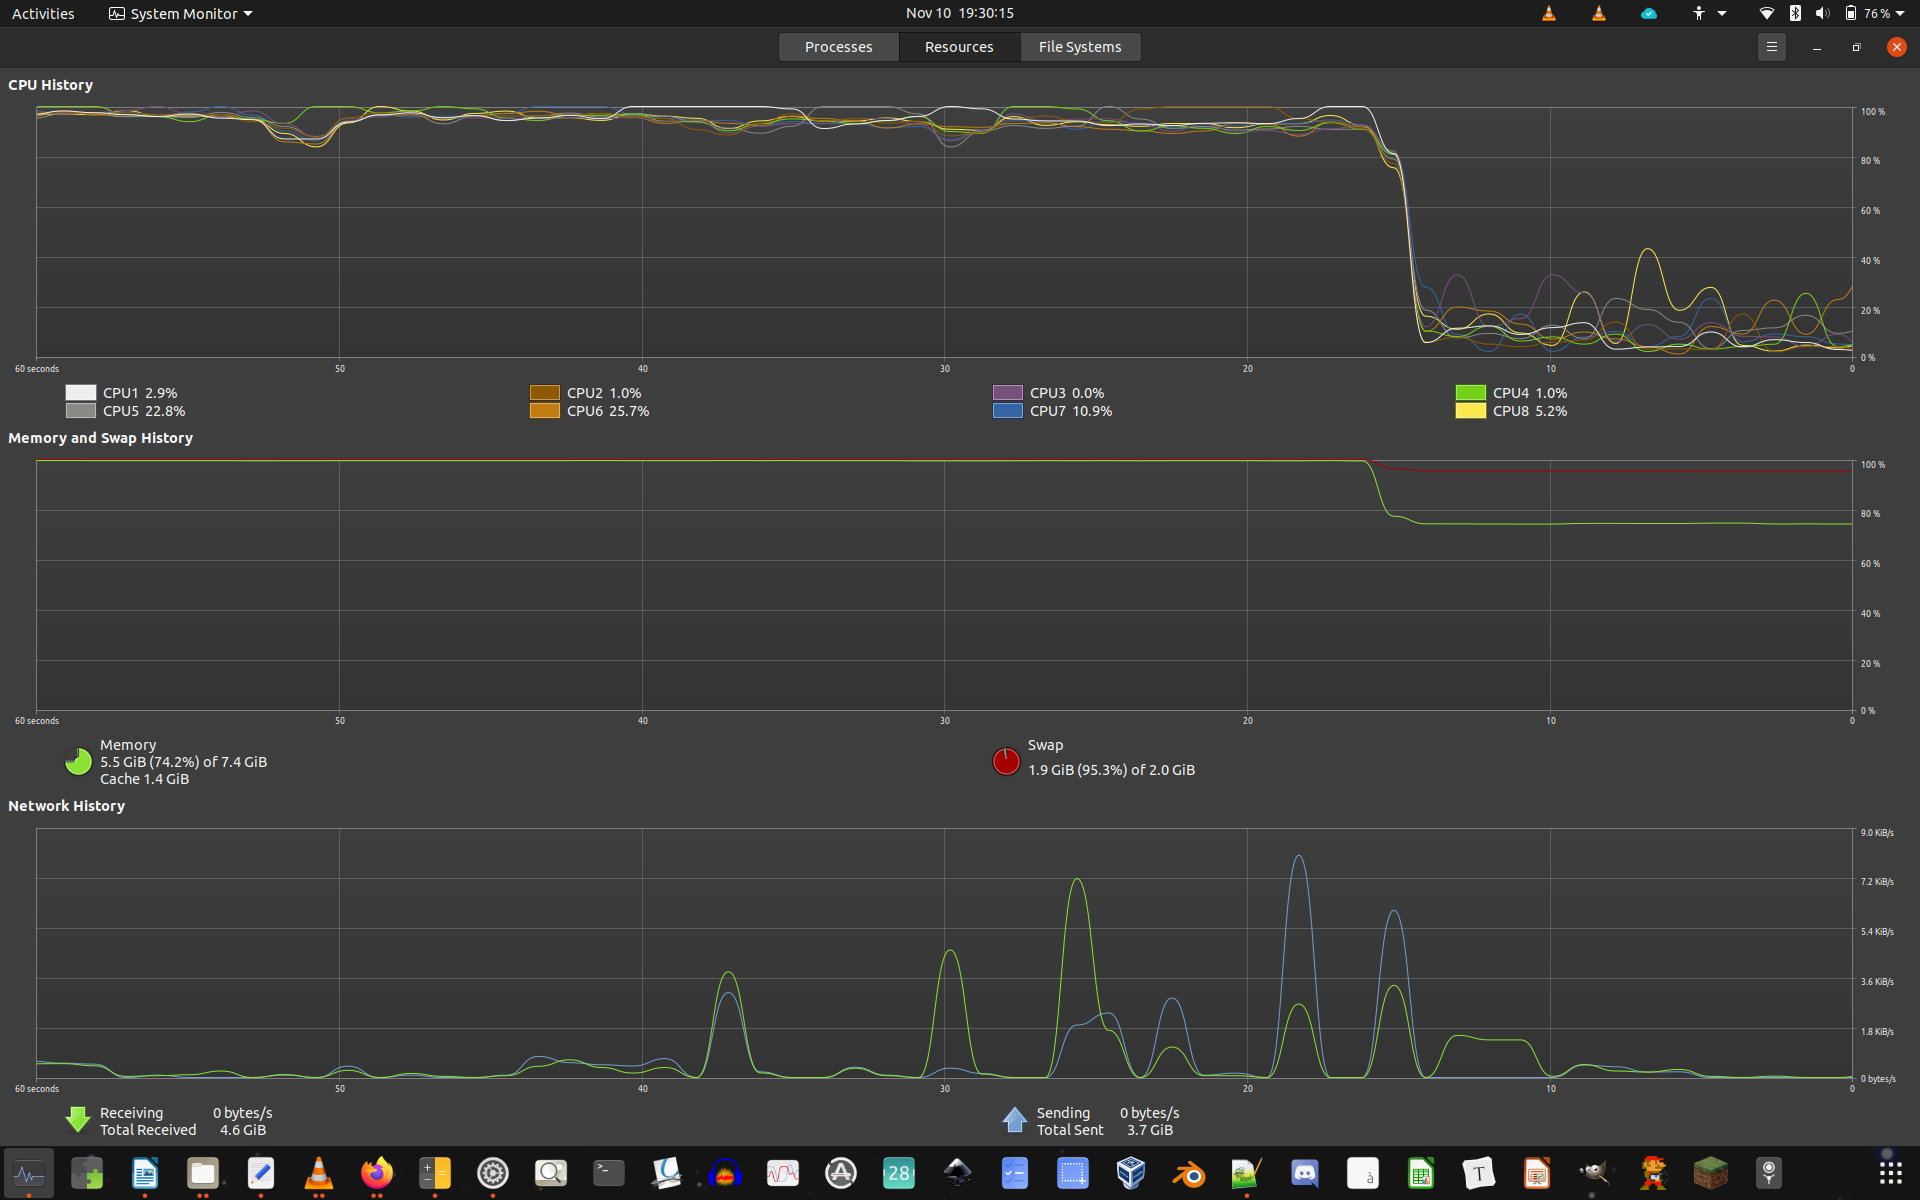 Activities
System Monitor
Nov 10 19:30:15
76 %
Processes
Resources
File Systems
CPU History
100 %
80 %
60 %
40 %
20 %
0 %
60 seconds
50
40
30
20
10
0
CPU1 2.9%
CPU2 1.0%
CPU3 0.0%
CPU4 1.0%
CPU5 22.8%
CPU6 25.7%
CPU7 10.9%
CPU8 5.2%
Memory and Swap History
100 %
80 %
60 %
40 %
20 %
0 %
60 seconds
50
40
30
20
10
0
Memory
5.5 GiB (74.2%) of 7.4 GiB
Cache 1.4 GiB
Swap
1.9 GiB (95.3%) of 2.0 GiB
Network History
9.0 KiB/s
7.2 KiB/s
5.4 KiB/s
3.6 KiB/s
1.8 KiB/s
0 bytes/s
60 seconds
50
40
30
20
10
0
Receiving 0 bytes/s
Total Received 4.6 GiB
Sending 0 bytes/s
Total Sent 3.7 GiB
28
à
T